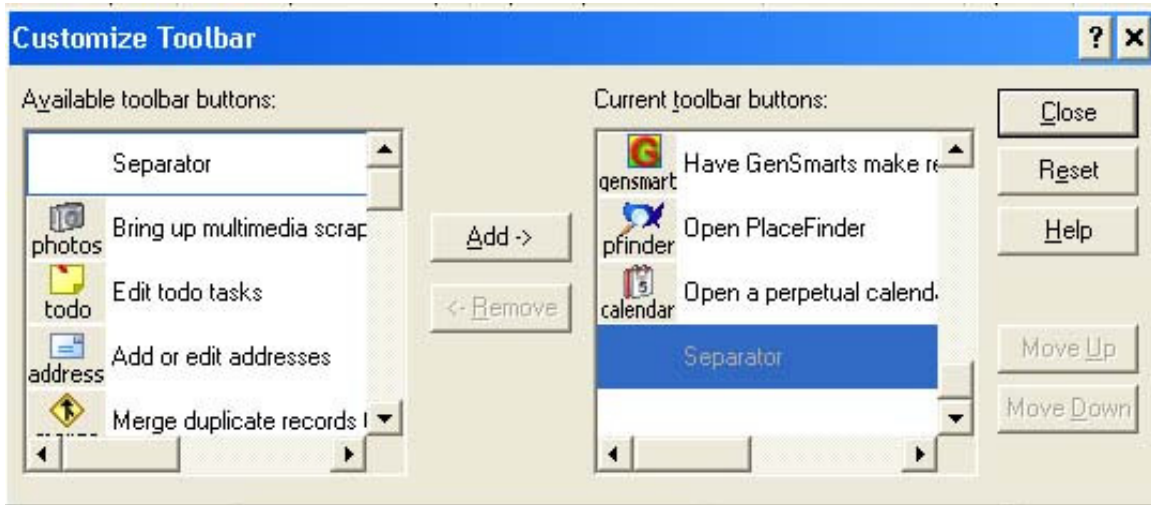 Customize Toolbar
Available toolbar buttons:
Separator
photos Bring up multimedia scrap
todo Edit todo tasks
address Add or edit addresses
Merge duplicate records
Add ->
<- Remove
Current toolbar buttons:
gensmart Have GenSmarts make re
pfinder Open PlaceFinder
5
calendar Open a perpetual calend
Separator
Close
Reset
Help
Move Up
Move Down